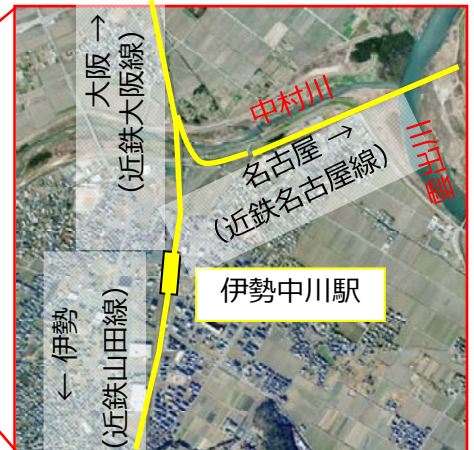 大阪 →
(近鉄大阪線)
中村川
雲出川
名古屋 →
(近鉄名古屋線)
伊勢中川駅
← 伊勢
(近鉄山田線)